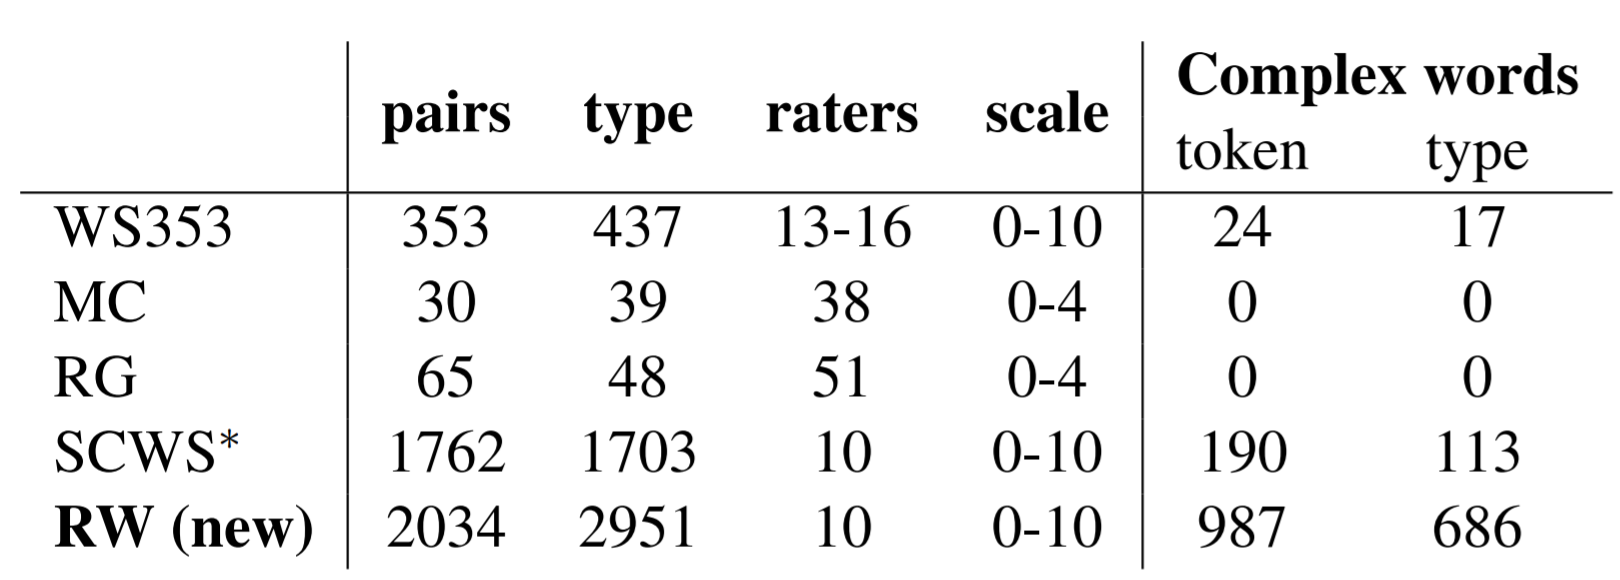 Complex words
pairs type raters scale
token type
WS353 353 437 13-16 0-10 24 17
MC 30 39 38 0-4 0 0
RG 65 48 51 0-4 0 0
SCWS* 1762 1703 10 0-10 190 113
RW (new) 2034 2951 10 0-10 987 686